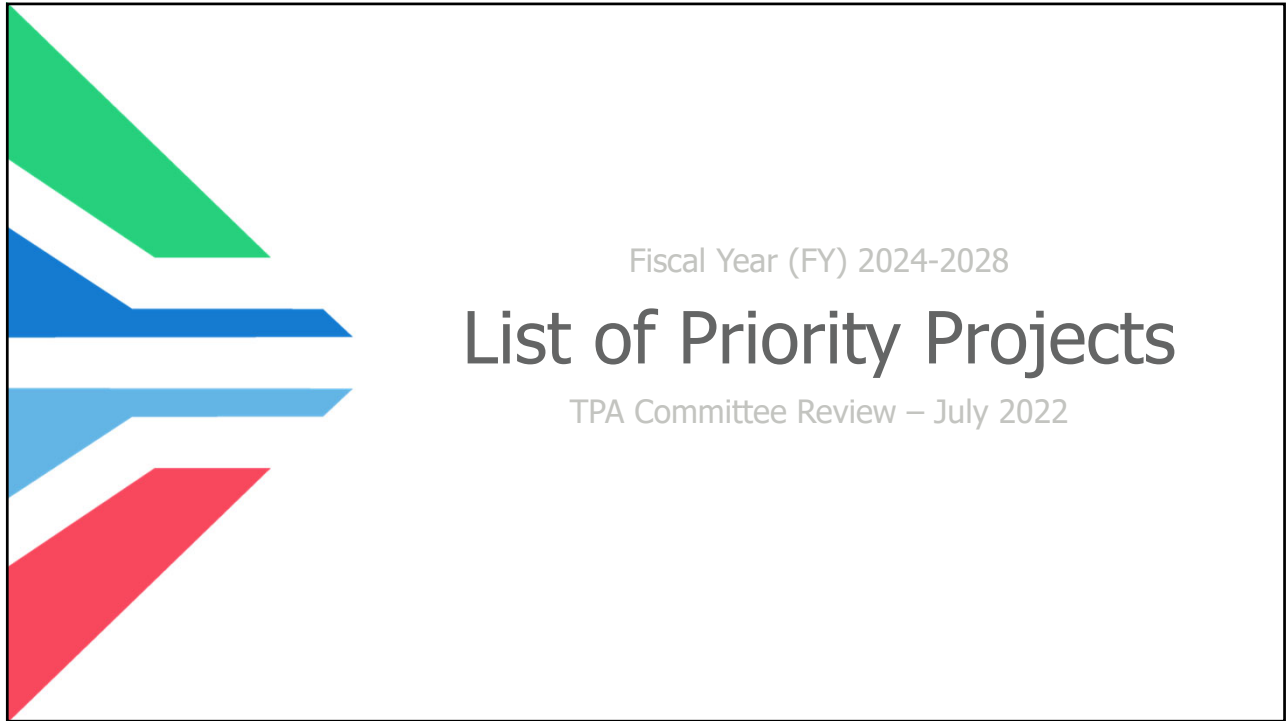 Fiscal Year (FY) 2024-2028
List of Priority Projects
TPA Committee Review – July 2022